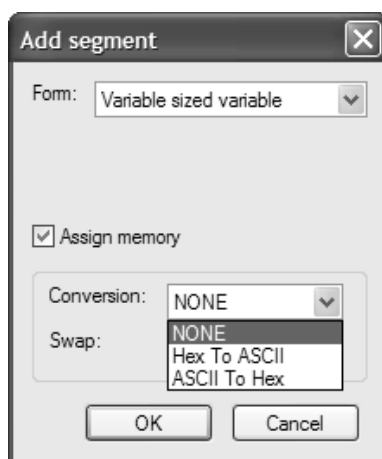 Add segment
Form: Variable sized variable
Assign memory
Conversion: NONE
Swap: NONE
Hex To ASCII
ASCII To Hex
OK Cancel